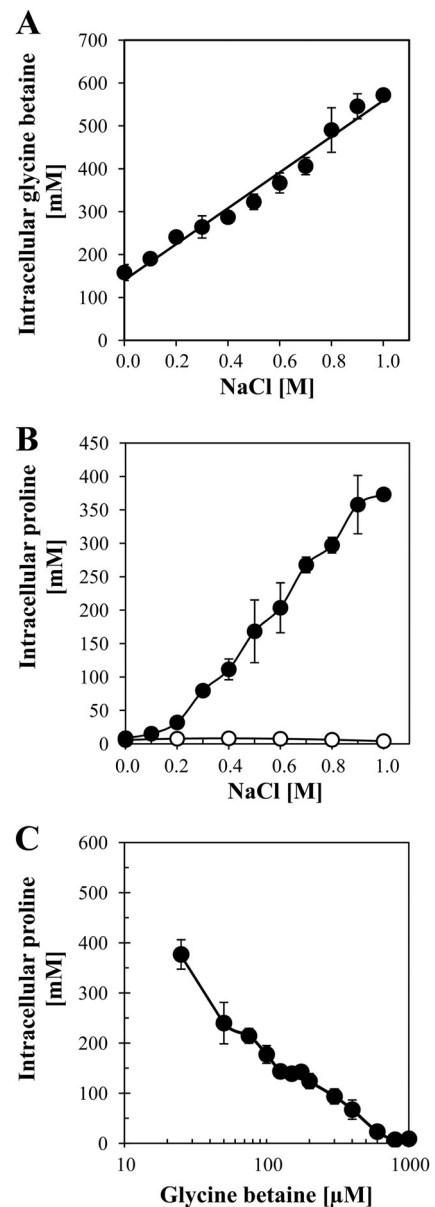 A
Intracellular glycine betaine
[mM]
700
600
500
400
300
200
100
0
0.0 0.2 0.4 0.6 0.8 1.0
NaCl [M]
B
Intracellular proline
[mM]
450
400
350
300
250
200
150
100
50
0
0.0 0.2 0.4 0.6 0.8 1.0
NaCl [M]
C
Intracellular proline
[mM]
600
500
400
300
200
100
0
10 100 1000
Glycine betaine [µM]